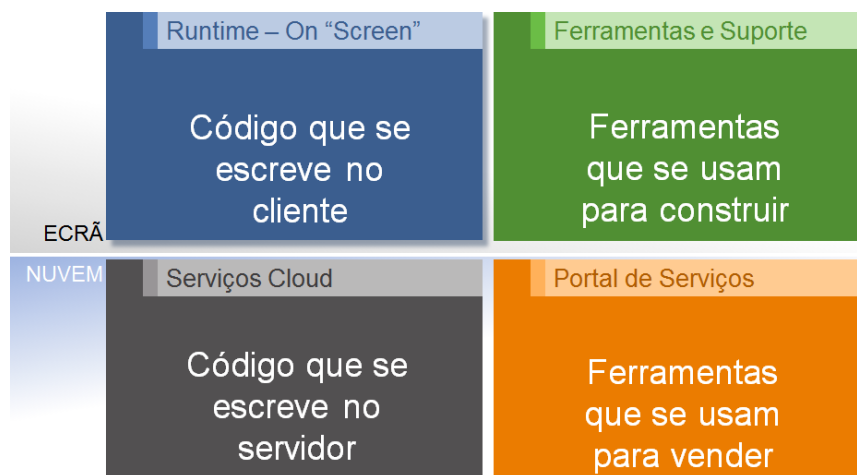 Runtime – On “Screen”
Código que se
escreve no
cliente
Ferramentas e Suporte
Ferramentas
que se usam
para construir
ECRÃ
NUVEM
Serviços Cloud
Código que se
escreve no
servidor
Portal de Serviços
Ferramentas
que se usam
para vender